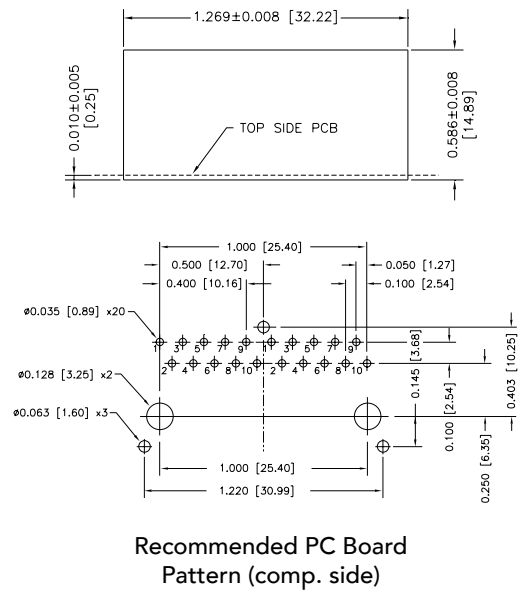 1.269±0.008 [32.22]
0.010±0.005
[0.25]
TOP SIDE PCB
0.586±0.008
[14.89]
1.000 [25.40]
0.500 [12.70]
0.050 [1.27]
0.400 [10.16]
0.100 [2.54]
ø0.035 [0.89] x20
1 3 5 7 9 1 3 5 7 9
2 4 6 8 10 2 4 6 8 10
ø0.128 [3.25] x2
ø0.063 [1.60] x3
0.145 [3.68]
0.100 [2.54]
0.403 [10.25]
0.250 [6.35]
1.000 [25.40]
1.220 [30.99]
Recommended PC Board
Pattern (comp. side)